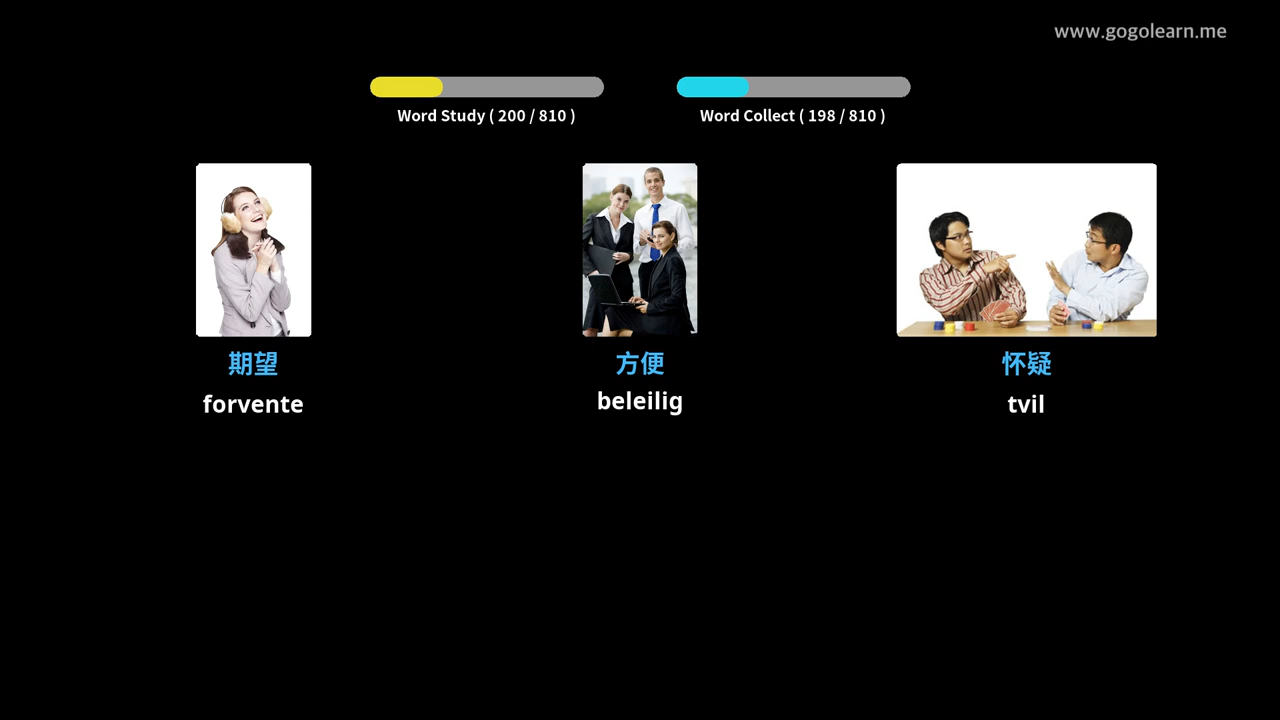 www.gogolearn.me
Word Study ( 200 / 810 )
Word Collect ( 198 / 810 )
期望
forvente
方便
beleilig
怀疑
tvil